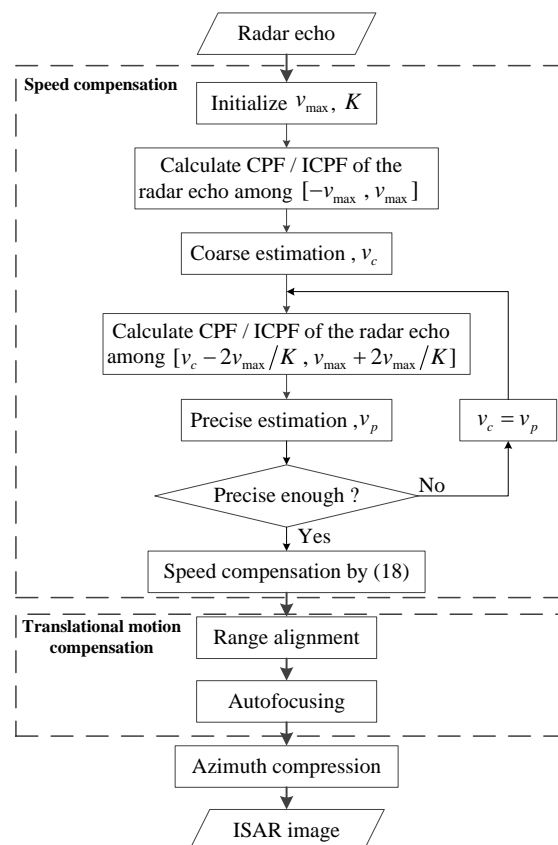 Radar echo
Speed compensation
Initialize v_max, K
Calculate CPF / ICPF of the
radar echo among [−v_max , v_max]
Coarse estimation , v_c
Calculate CPF / ICPF of the radar echo
among [v_c − 2v_max/K , v_max + 2v_max/K]
Precise estimation ,v_p
v_c = v_p
Precise enough ?
No
Yes
Speed compensation by (18)
Translational motion
compensation
Range alignment
Autofocusing
Azimuth compression
ISAR image